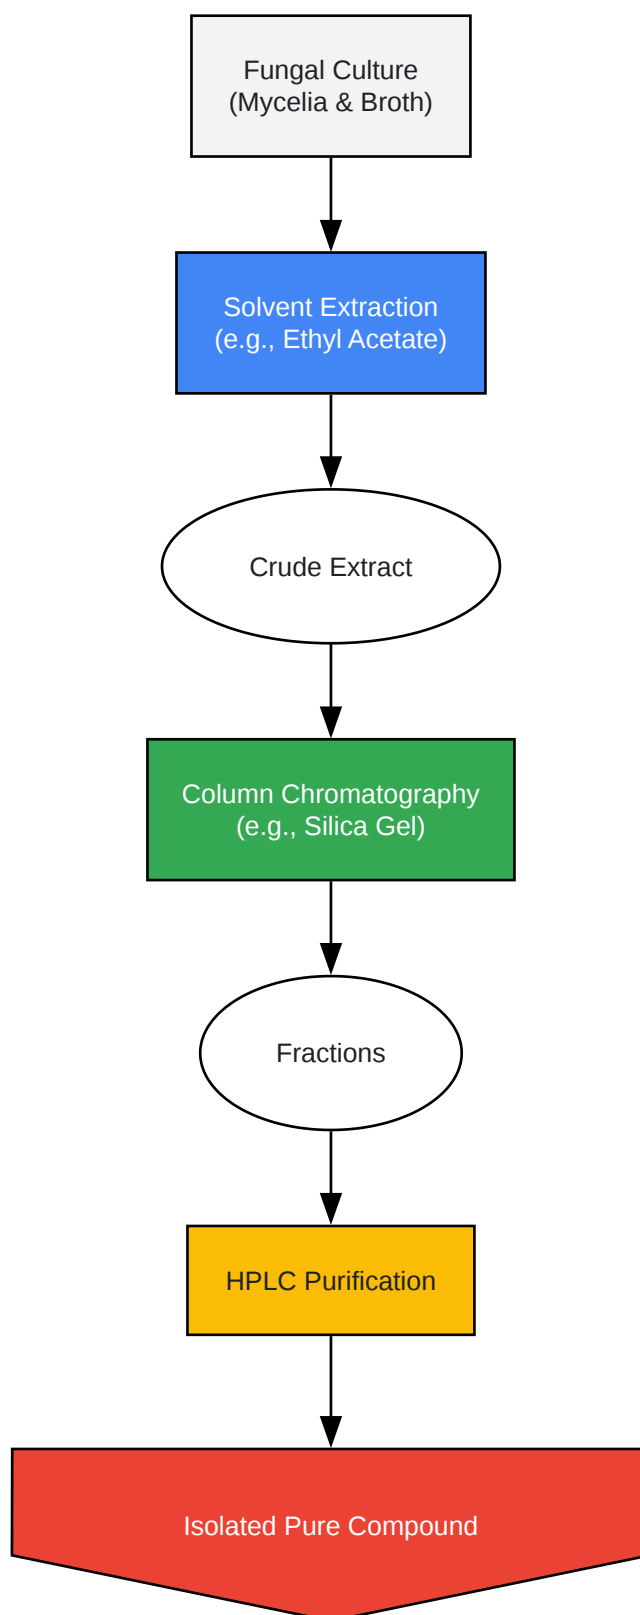 Fungal Culture
(Mycelia & Broth)
Solvent Extraction
(e.g., Ethyl Acetate)
Crude Extract
Column Chromatography
(e.g., Silica Gel)
Fractions
HPLC Purification
Isolated Pure Compound